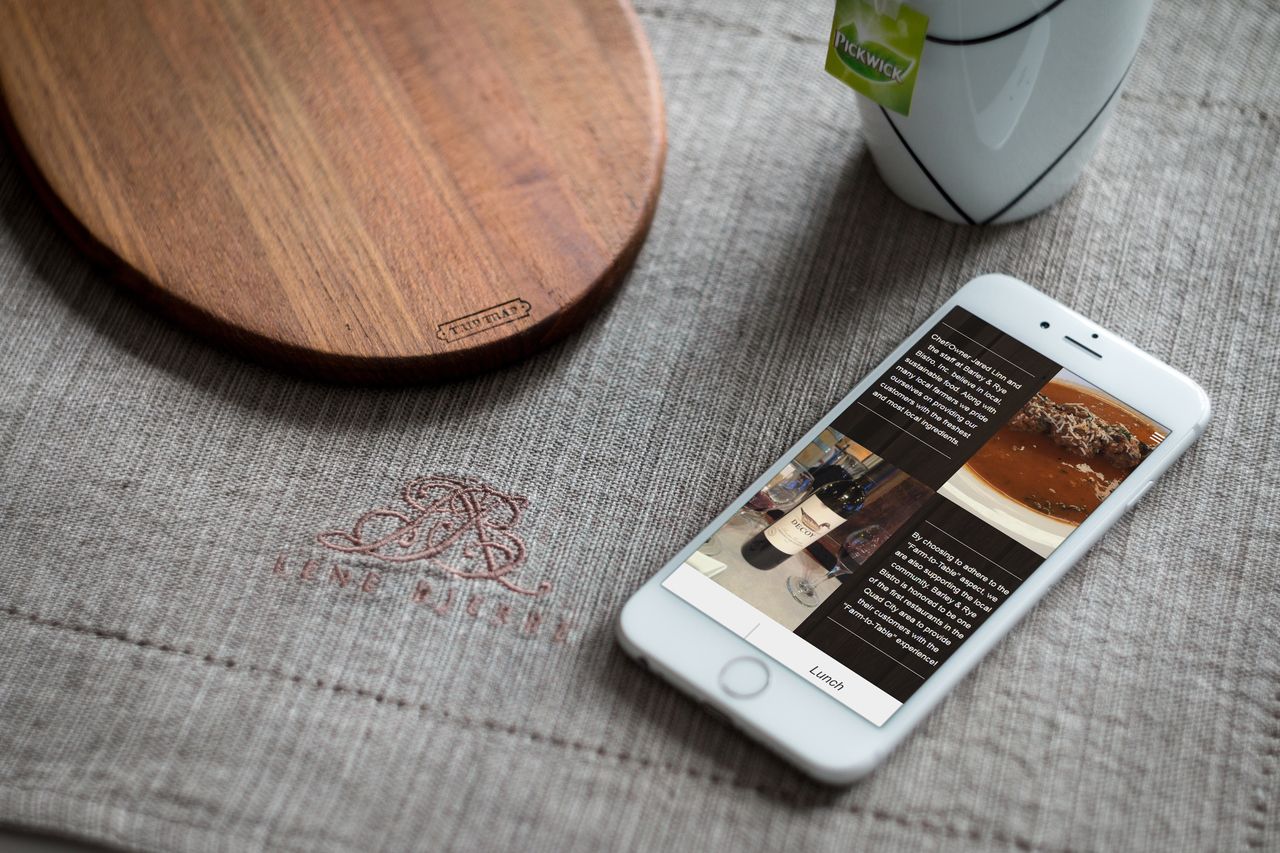 PICKWICK
Chef/Owner Jared Linn and
the staff at Barley & Rye
Bistro, Inc. believe in local,
sustainable food. Along with
many local farmers we pride
ourselves on providing our
customers with the freshest
and most local ingredients.
DECOY
By choosing to adhere to the
"Farm-to-Table" aspect, we
are also supporting the local
community. Barley & Rye
Bistro is honored to be one
of the first restaurants in the
Quad City area to provide
their customers with the
"Farm-to-Table" experience!
Lunch
LENE BJERRE